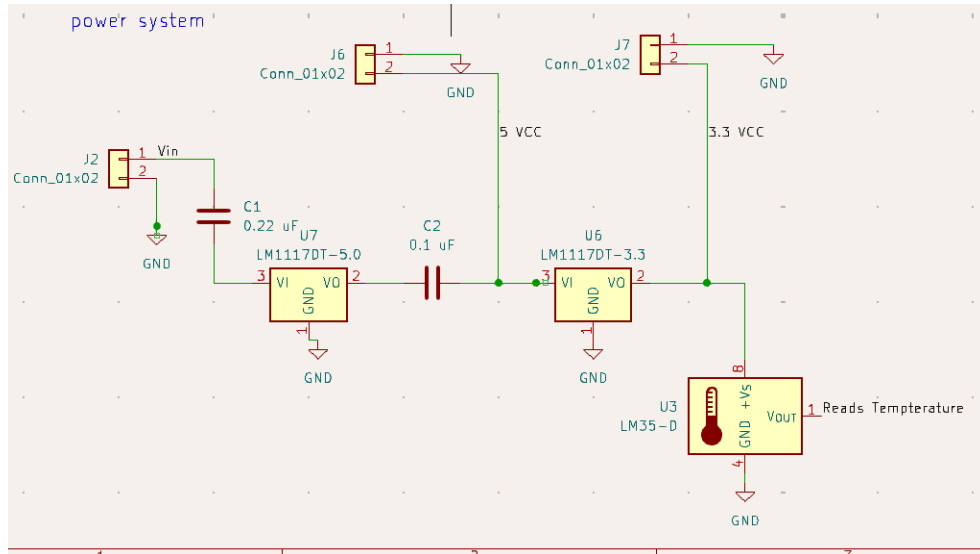 power system
J6
Conn_01x02
1
2
GND
J7
Conn_01x02
1
2
GND
5 VCC
3.3 VCC
J2
Conn_01x02
1
2
Vin
GND
C1
0.22 uF
U7
LM1117DT-5.0
3
VI
VO
2
GND
1
GND
C2
0.1 uF
U6
LM1117DT-3.3
3
VI
VO
2
GND
1
GND
U3
LM35-D
8
+Vs
GND
VOUT
1
Reads Tempterature
4
GND